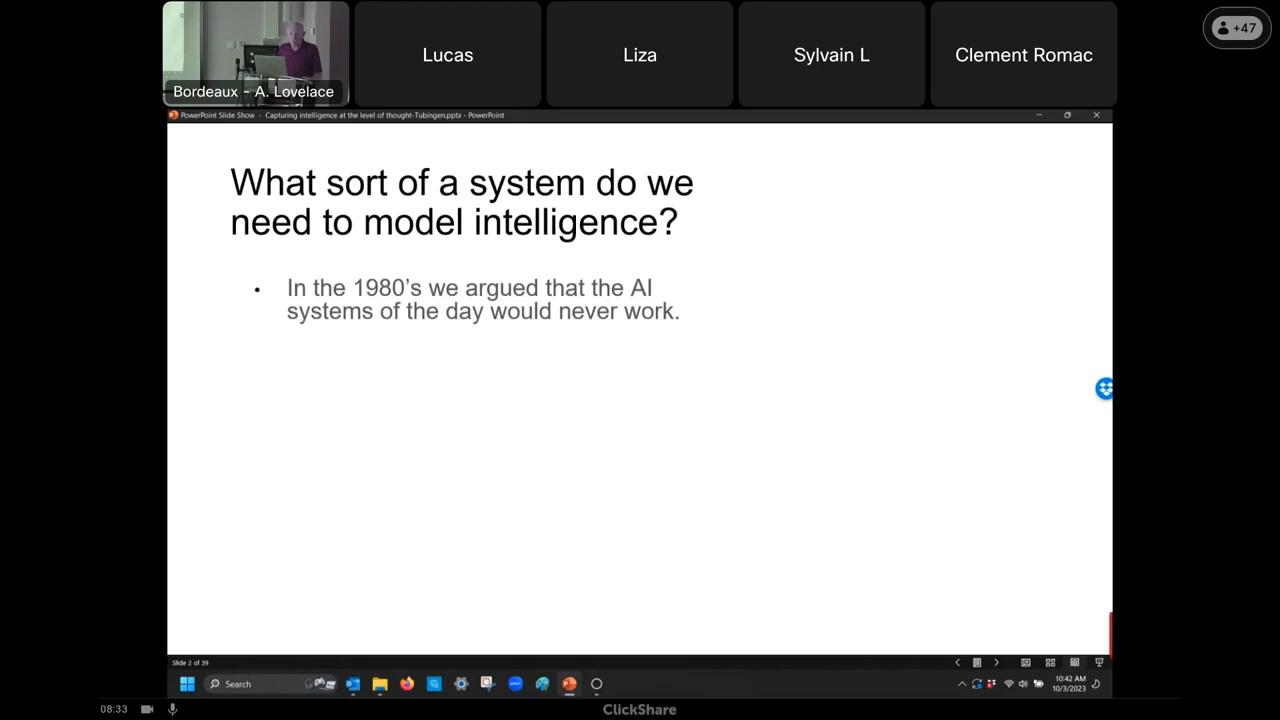 Bordeaux - A. Lovelace
Lucas
Liza
Sylvain L
Clement Romac
+47
PowerPoint Slide Show - Capturing intelligence at the level of thought-Tubingen.pptx - PowerPoint
What sort of a system do we
need to model intelligence?
• In the 1980’s we argued that the AI
systems of the day would never work.
Slide 2 of 39
Search
10:42 AM
10/3/2023
08:33
ClickShare